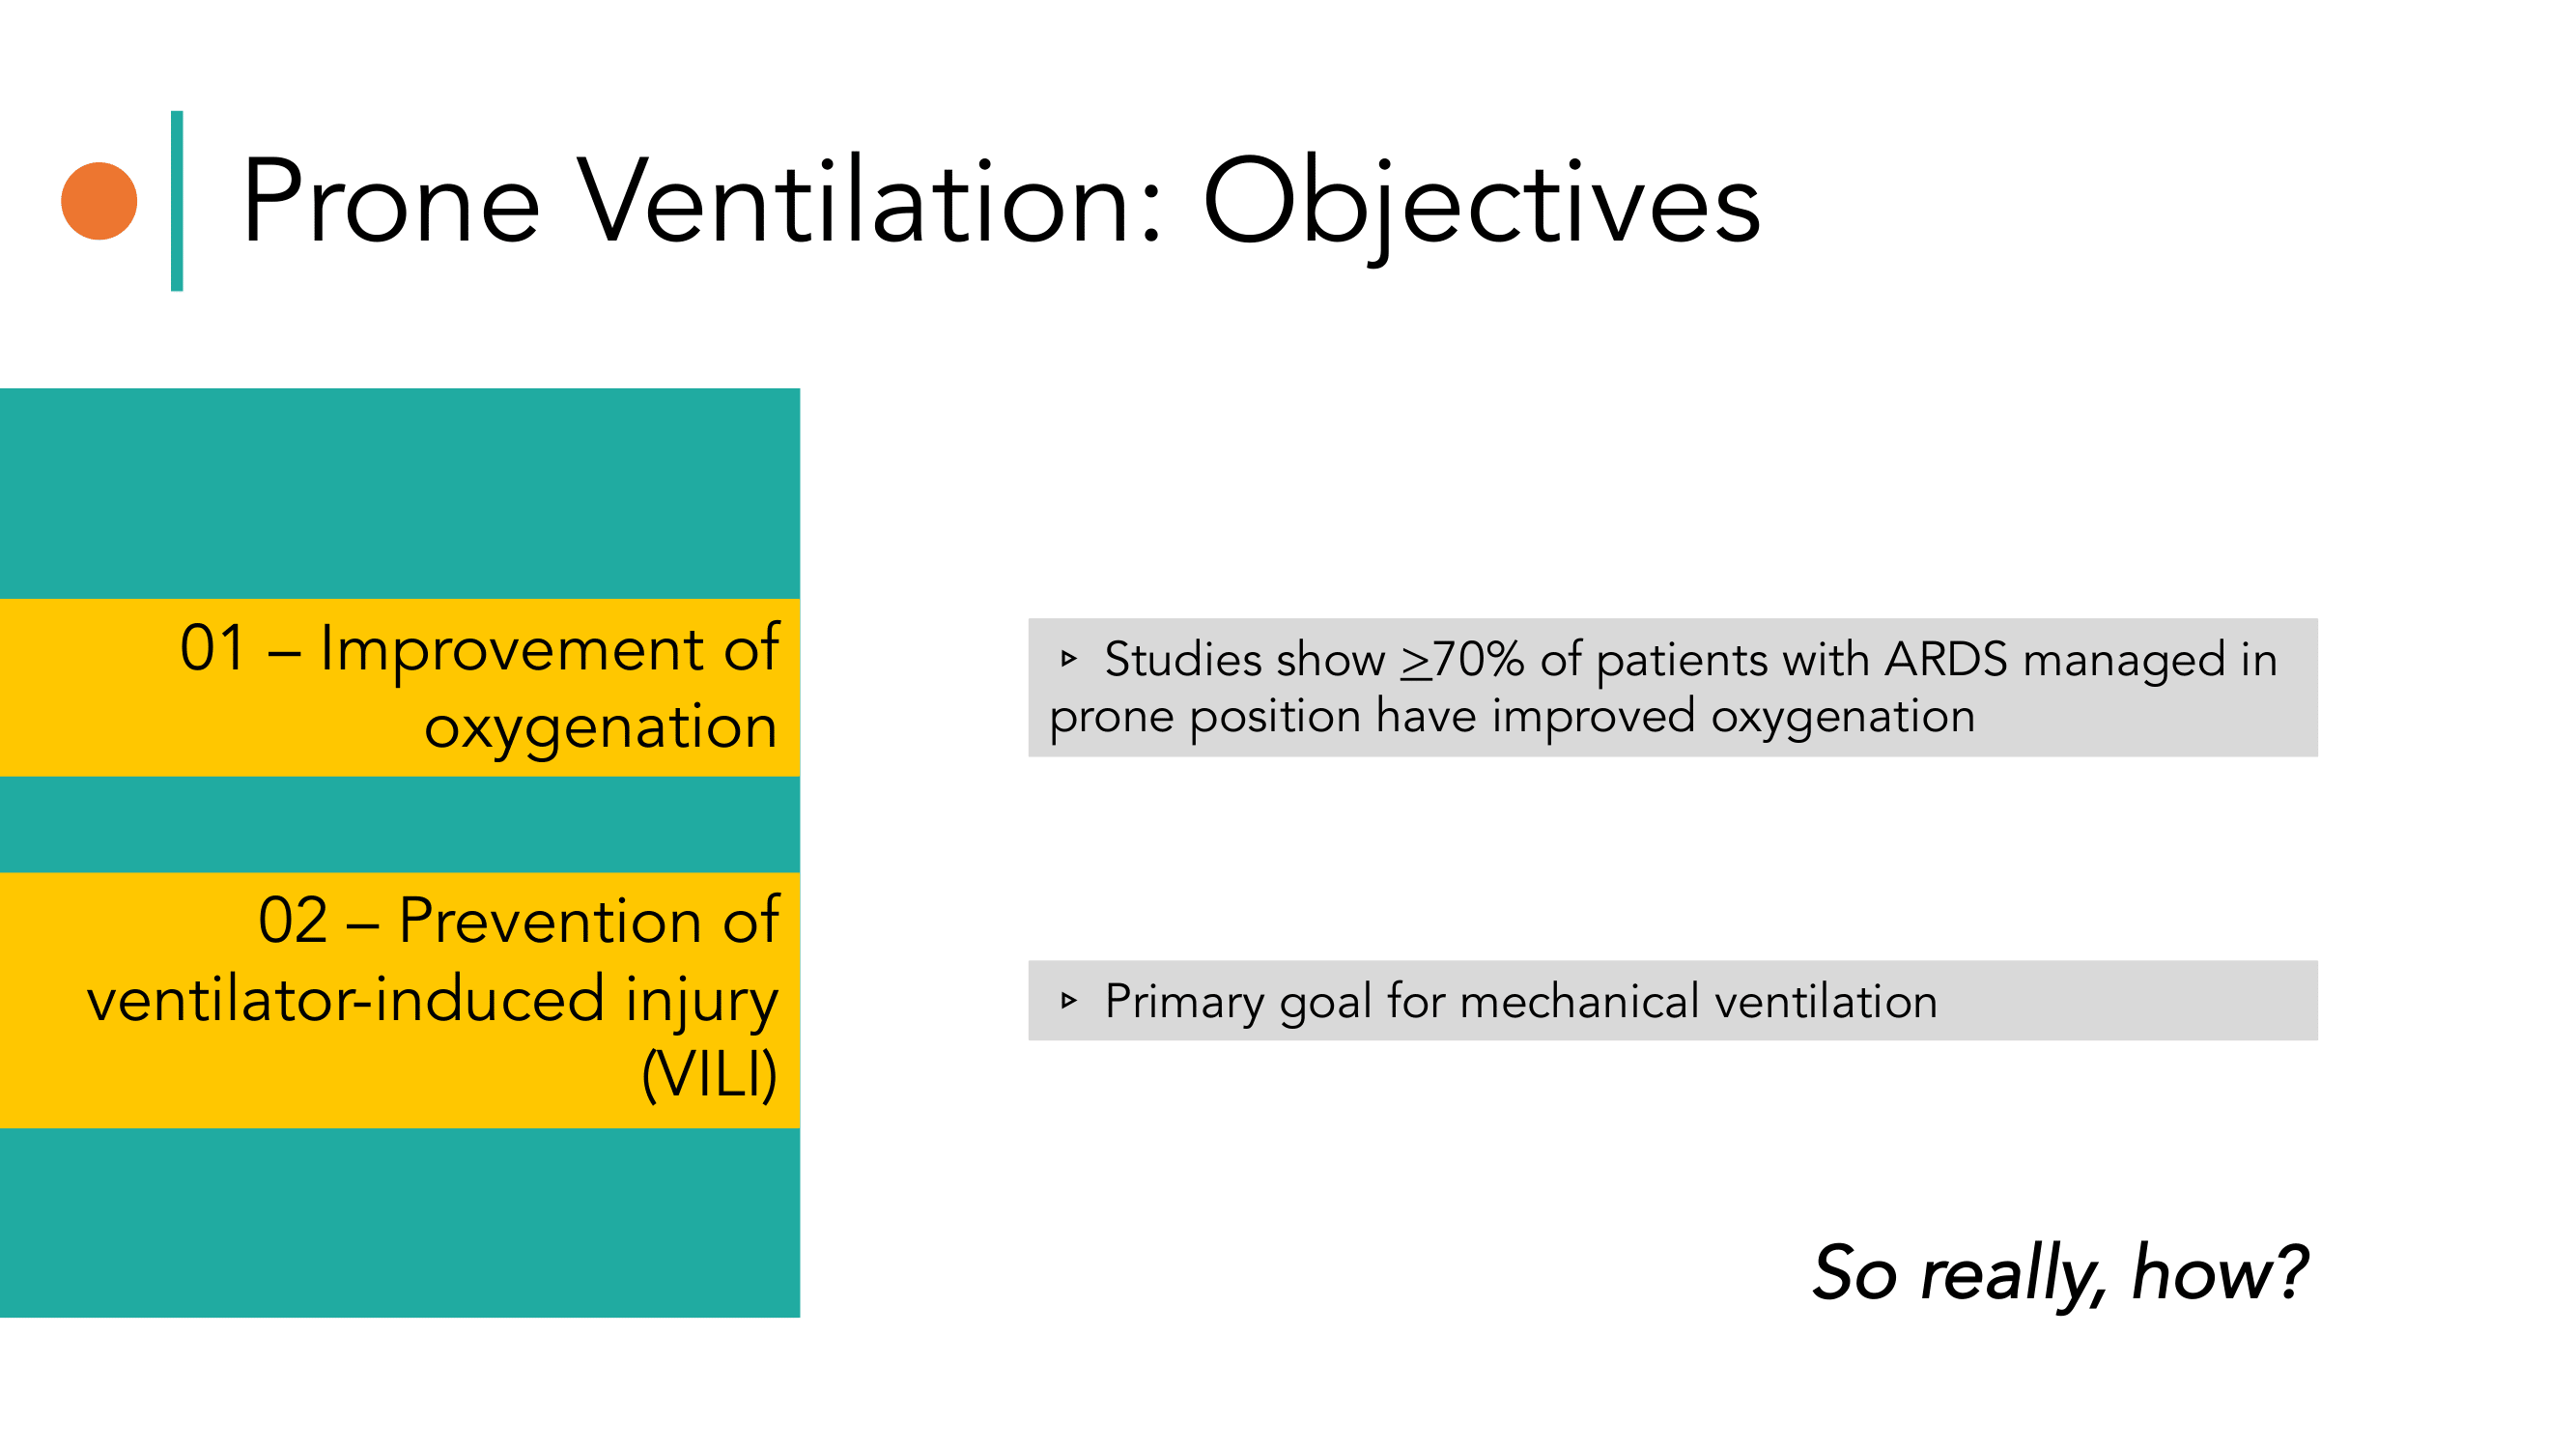 Prone Ventilation: Objectives
01 – Improvement of
oxygenation
▹ Studies show ≥70% of patients with ARDS managed in
prone position have improved oxygenation
02 – Prevention of
ventilator-induced injury
(VILI)
▹ Primary goal for mechanical ventilation
So really, how?